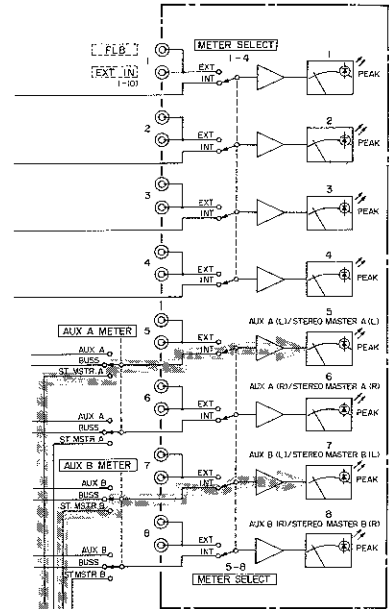 FLB
METER SELECT
1
EXT IN
1
EXT
1-4
(1-10)
INT
PEAK
2
2
EXT
INT
PEAK
3
3
EXT
INT
PEAK
4
4
EXT
INT
PEAK
5
AUX A METER
5
AUX A (L)/STEREO MASTER A (L)
AUX A
EXT
BUSS
INT
PEAK
ST. MSTR. A
6
AUX A (R)/STEREO MASTER A (R)
AUX A
6
EXT
BUSS
INT
PEAK
ST MSTR A
7
AUX B METER
7
AUX B (L)/STEREO MASTER B (L)
AUX B
EXT
BUSS
INT
PEAK
ST. MSTR B
8
AUX B (R)/STEREO MASTER B (R)
AUX B
8
EXT
BUSS
INT
PEAK
ST MSTR B
5-8
METER SELECT